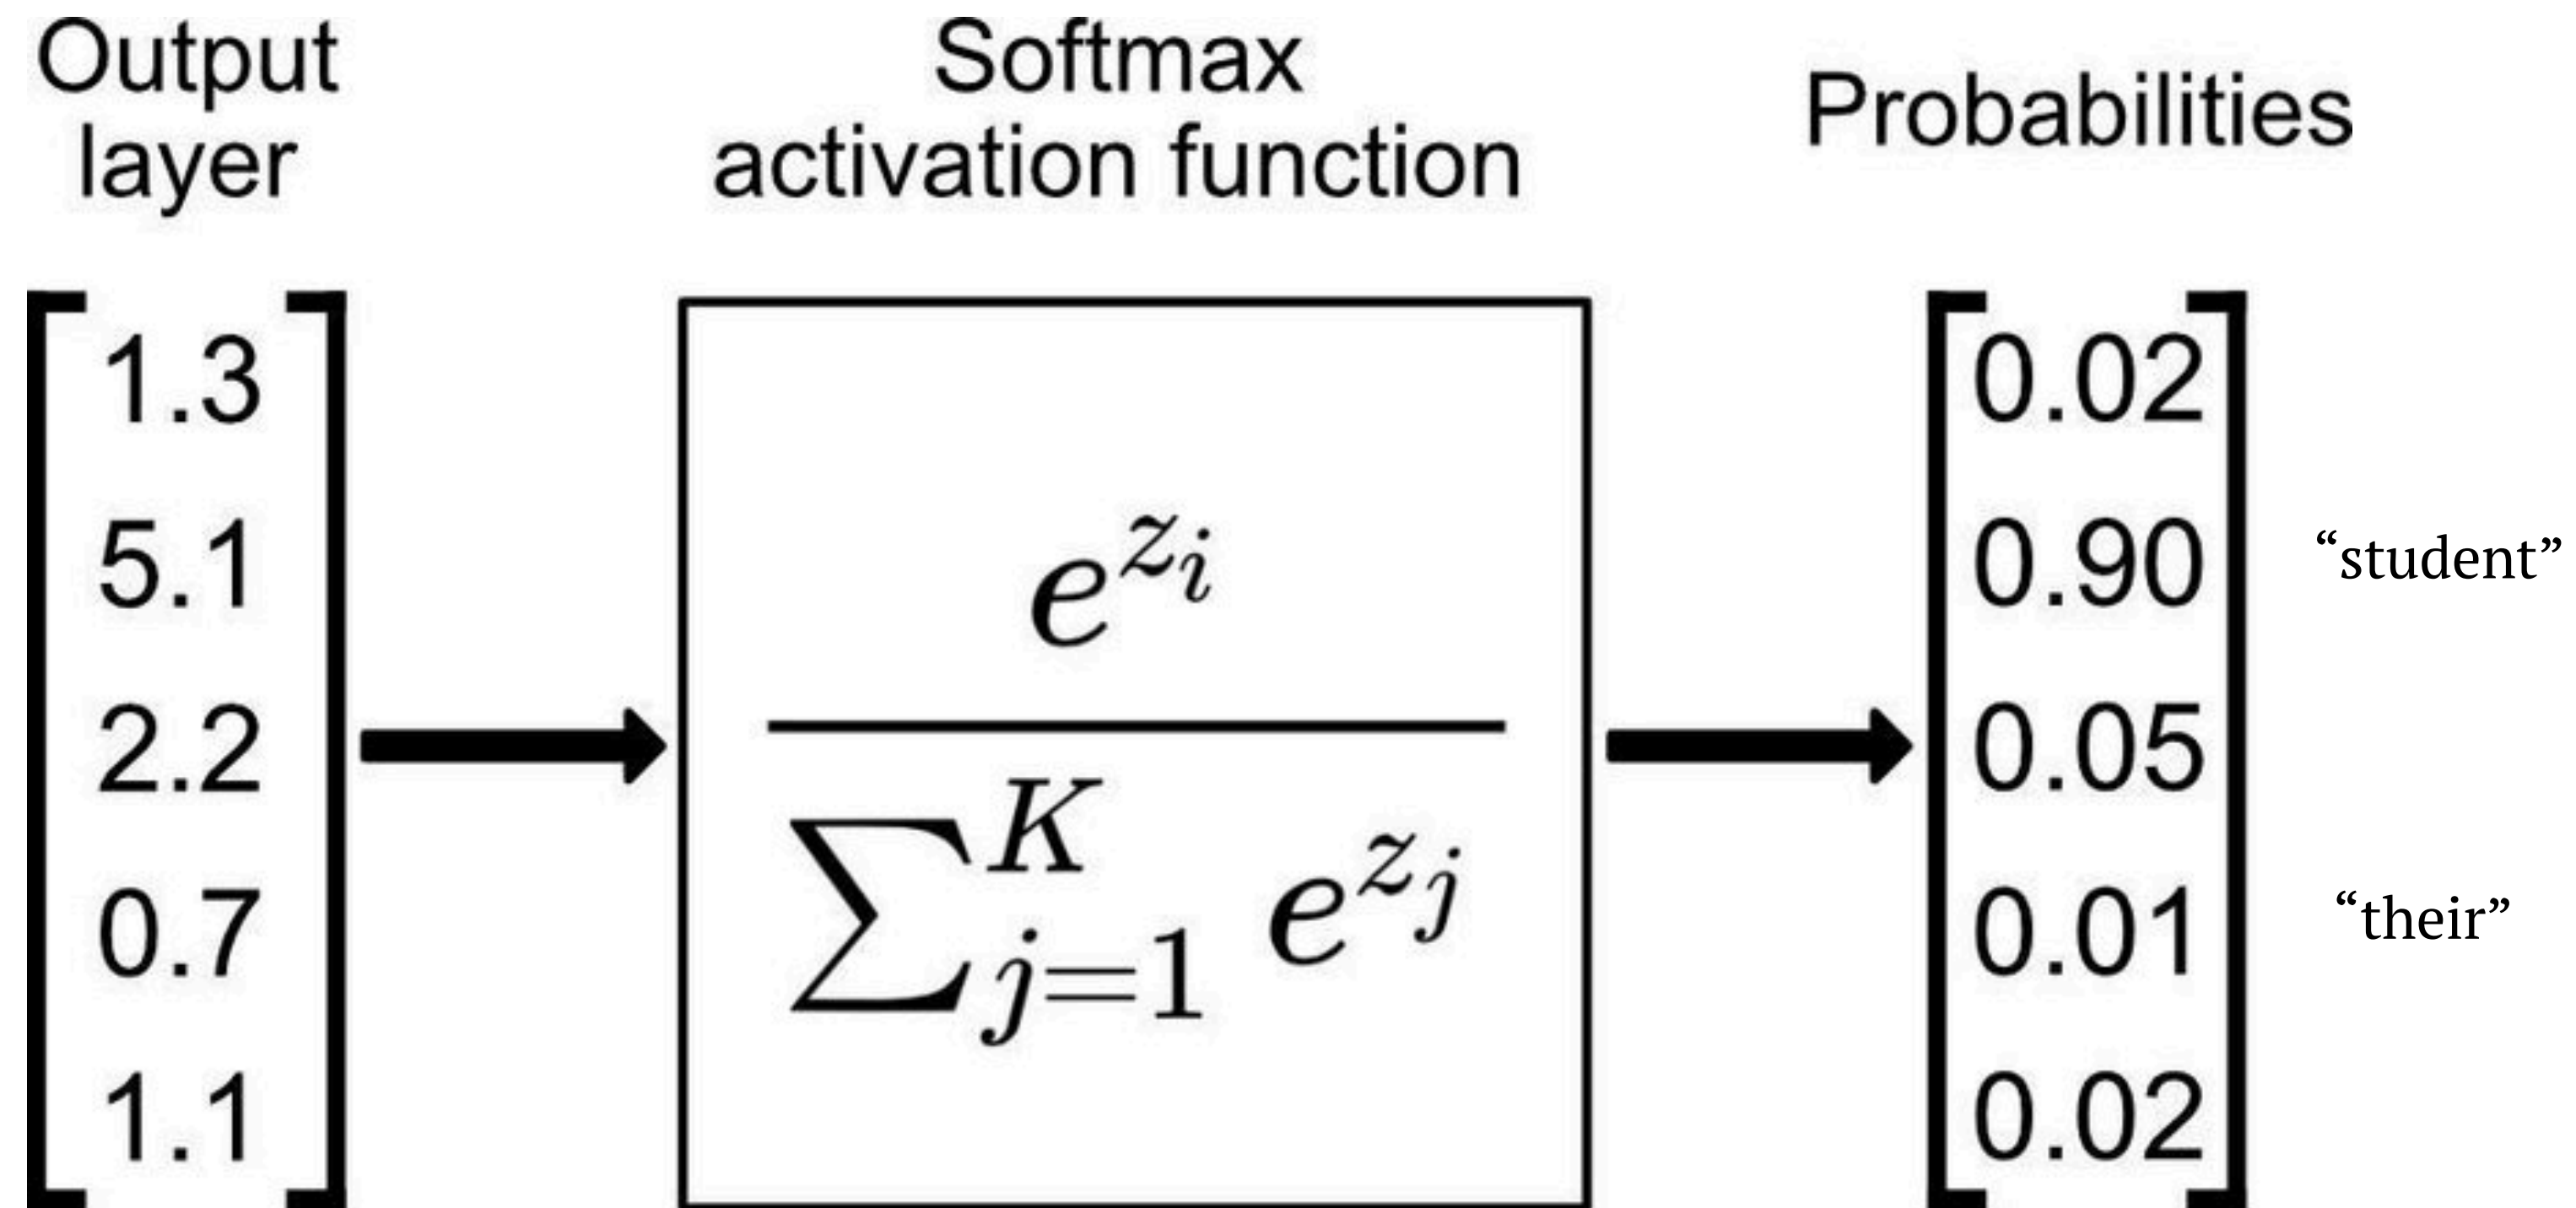 Output
layer
Softmax
activation function
Probabilities
1.3
5.1
2.2
0.7
1.1
e^{z_i}
\sum_{j=1}^{K} e^{z_j}
0.02
0.90 “student”
0.05
0.01 “their”
0.02